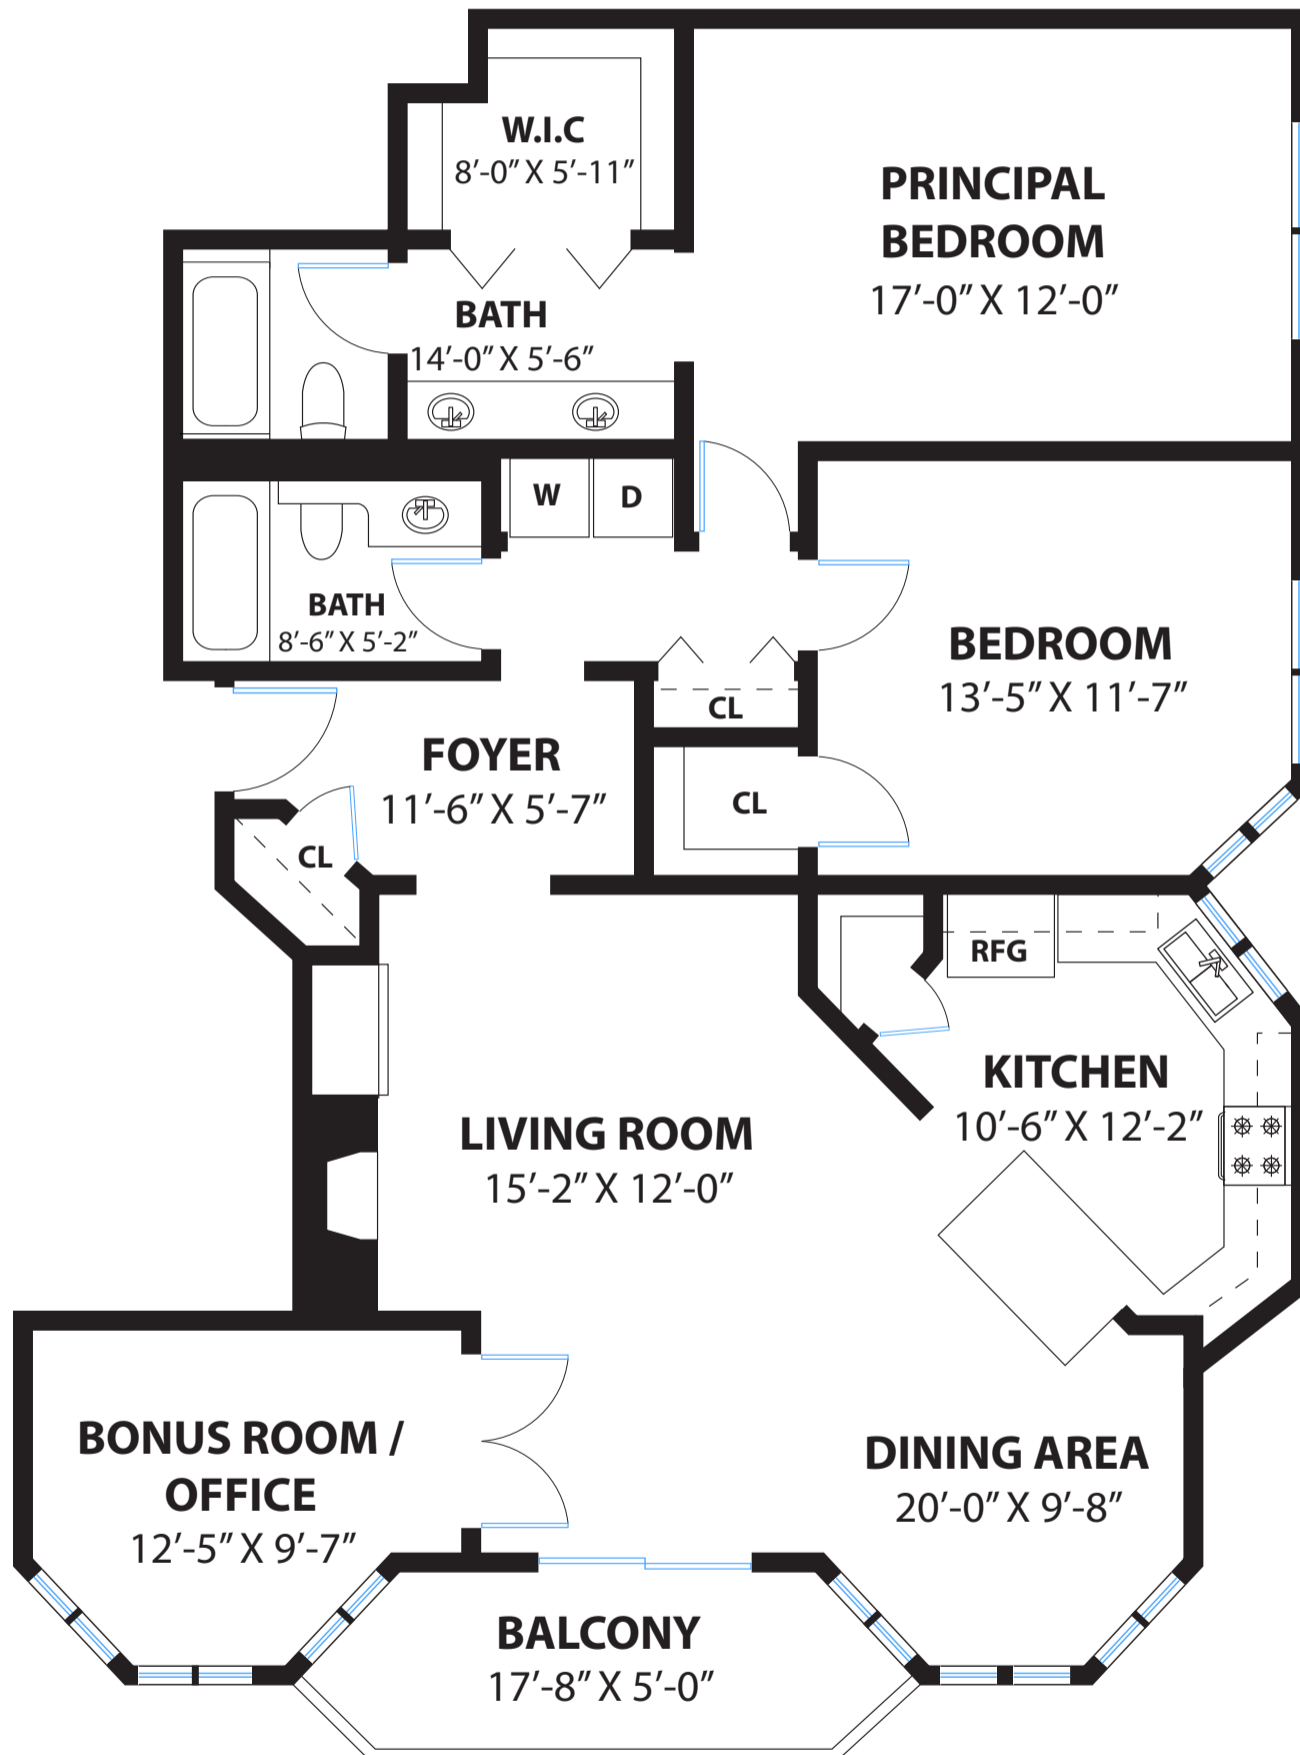 W.I.C
8’-0” X 5’-11”
PRINCIPAL
BEDROOM
17’-0” X 12’-0”
BATH
14’-0” X 5’-6”
W
D
BATH
8’-6” X 5’-2”
BEDROOM
13’-5” X 11’-7”
CL
FOYER
11’-6” X 5’-7”
CL
CL
RFG
KITCHEN
10’-6” X 12’-2”
LIVING ROOM
15’-2” X 12’-0”
BONUS ROOM /
OFFICE
12’-5” X 9’-7”
DINING AREA
20’-0” X 9’-8”
BALCONY
17’-8” X 5’-0”